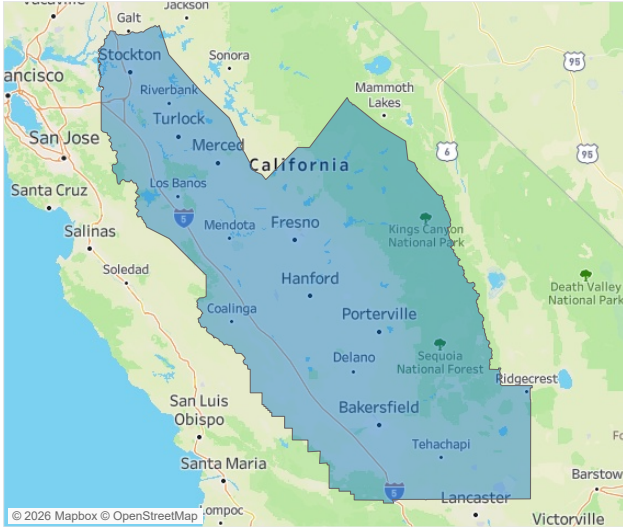 Vacaville
Galt
Jackson
Stockton
Sonora
95
ancisco
Riverbank
Mammoth
Lakes
Turlock
San Jose
Merced
6
95
California
Los Banos
Santa Cruz
5
Mendota
Fresno
Kings Canyon
National Park
Salinas
Soledad
Hanford
Death Valley
National Park
Coalinga
Porterville
Delano
Sequoia
National Forest
Ridgecrest
San Luis
Obispo
Bakersfield
Tehachapi
Santa Maria
Barstow
5
Lancaster
ompoc
© 2026 Mapbox © OpenStreetMap
Victorville